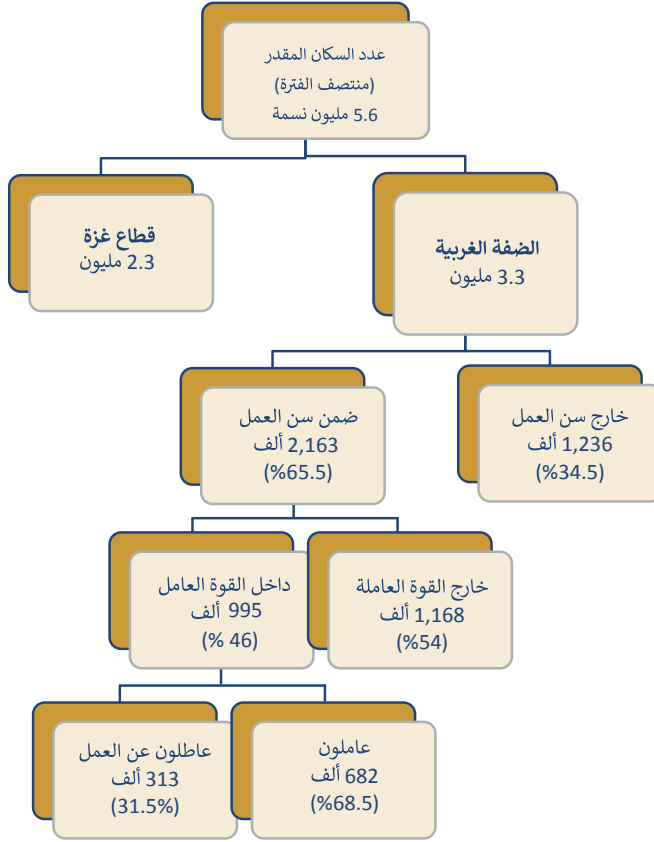 عدد السكان المقدر
(منتصف الفترة)
5.6 مليون نسمة
الضفة الغربية
3.3 مليون
قطاع غزة
2.3 مليون
خارج سن العمل
1,236 ألف
(%34.5)
ضمن سن العمل
2,163 ألف
(%65.5)
خارج القوة العاملة
1,168 ألف
(%54)
داخل القوة العامل
995 ألف
(% 46)
عاملون
682 ألف
(%68.5)
عاطلون عن العمل
313 ألف
(31.5%)